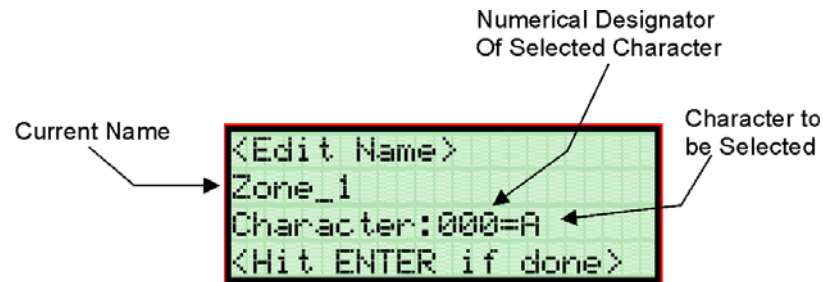 Numerical Designator
Of Selected Character
Current Name
Character to
be Selected
<Edit Name>
Zone_1
Character:000=A
<Hit ENTER if done>